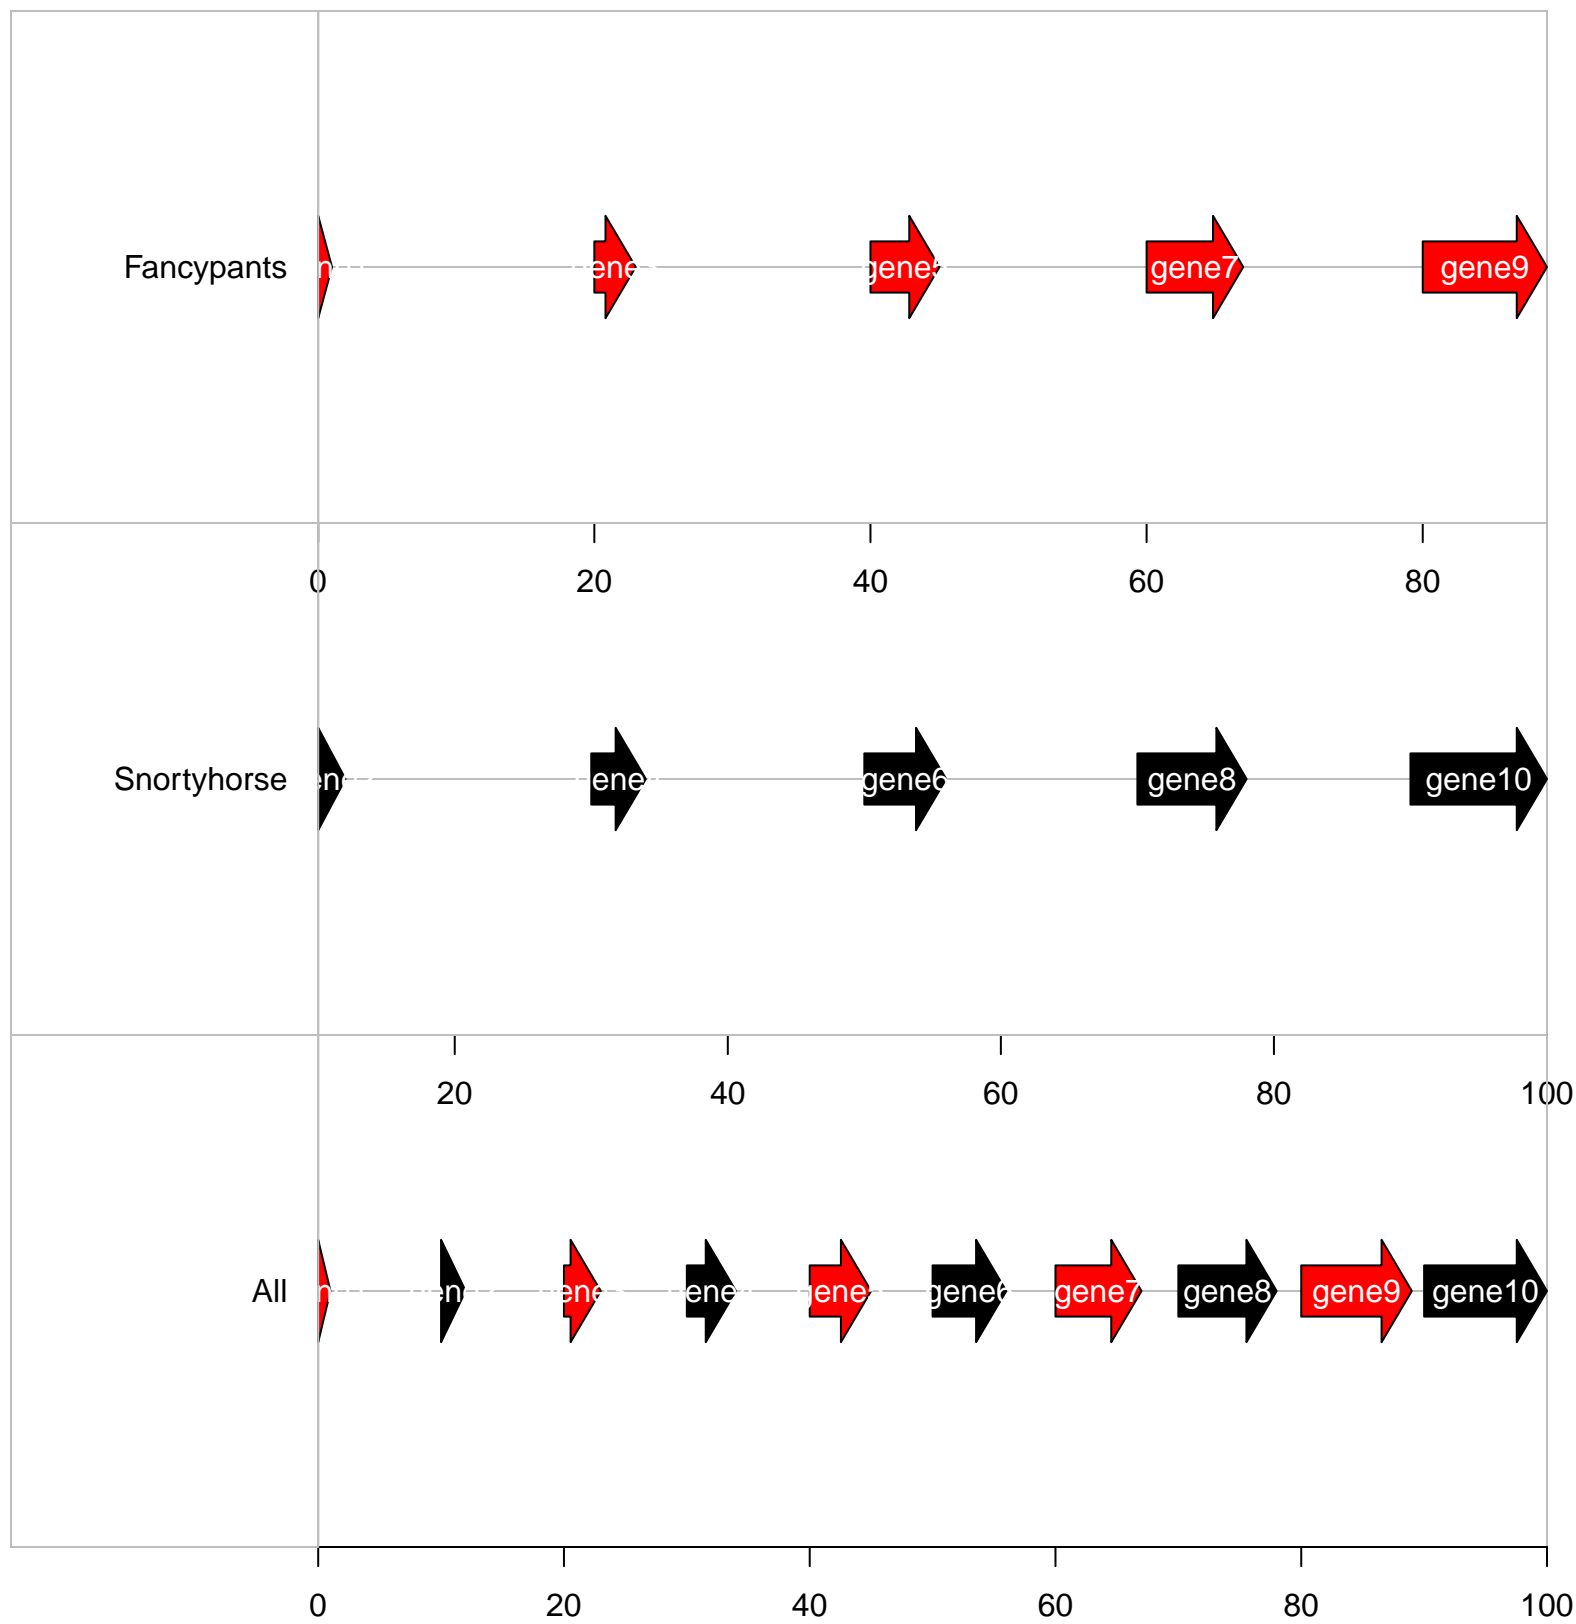 Fancypants gene5 gene7 gene9
0 20 40 60 80
Snortyhorse gene6 gene8 gene10
20 40 60 80 100
All gene6 gene7 gene8 gene9 gene10
0 20 40 60 80 100